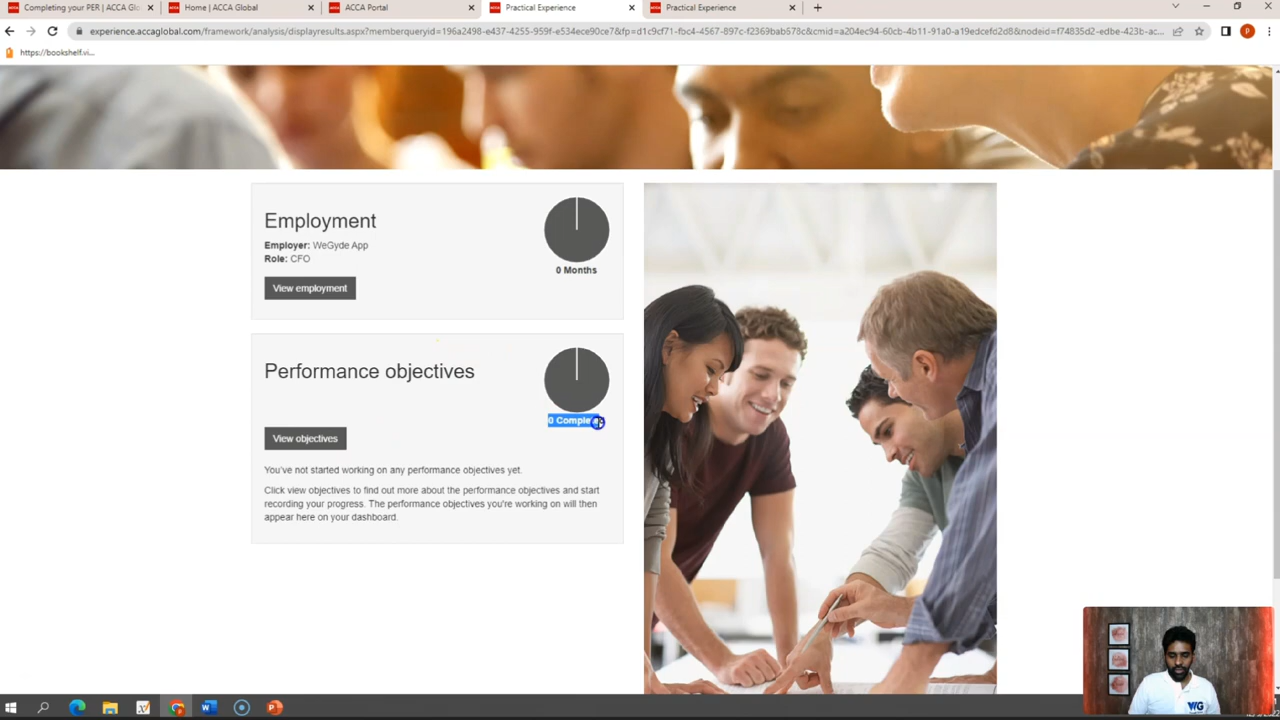 Completing your PER | ACCA Gl
Home | ACCA Global
ACCA Portal
Practical Experience
Practical Experience
experience.accaglobal.com/framework/analysis/displayresults.aspx?memberqueryid=196a2498-e437-4255-959f-e534ece90ce7&fp=d1c9cf71-fbc4-4567-897c-f2369bab578c&cmid=a204ec94-60cb-4b11-91a0-a19edcefd2d8&nodeid=f74835d2-edbe-423b-ac...
P
https://bookshelf.vi...
Employment
Employer: WeGyde App
Role: CFO
0 Months
View employment
Performance objectives
0 Comple
View objectives
You've not started working on any performance objectives yet.
Click view objectives to find out more about the performance objectives and start
recording your progress. The performance objectives you're working on will then
appear here on your dashboard.
WG